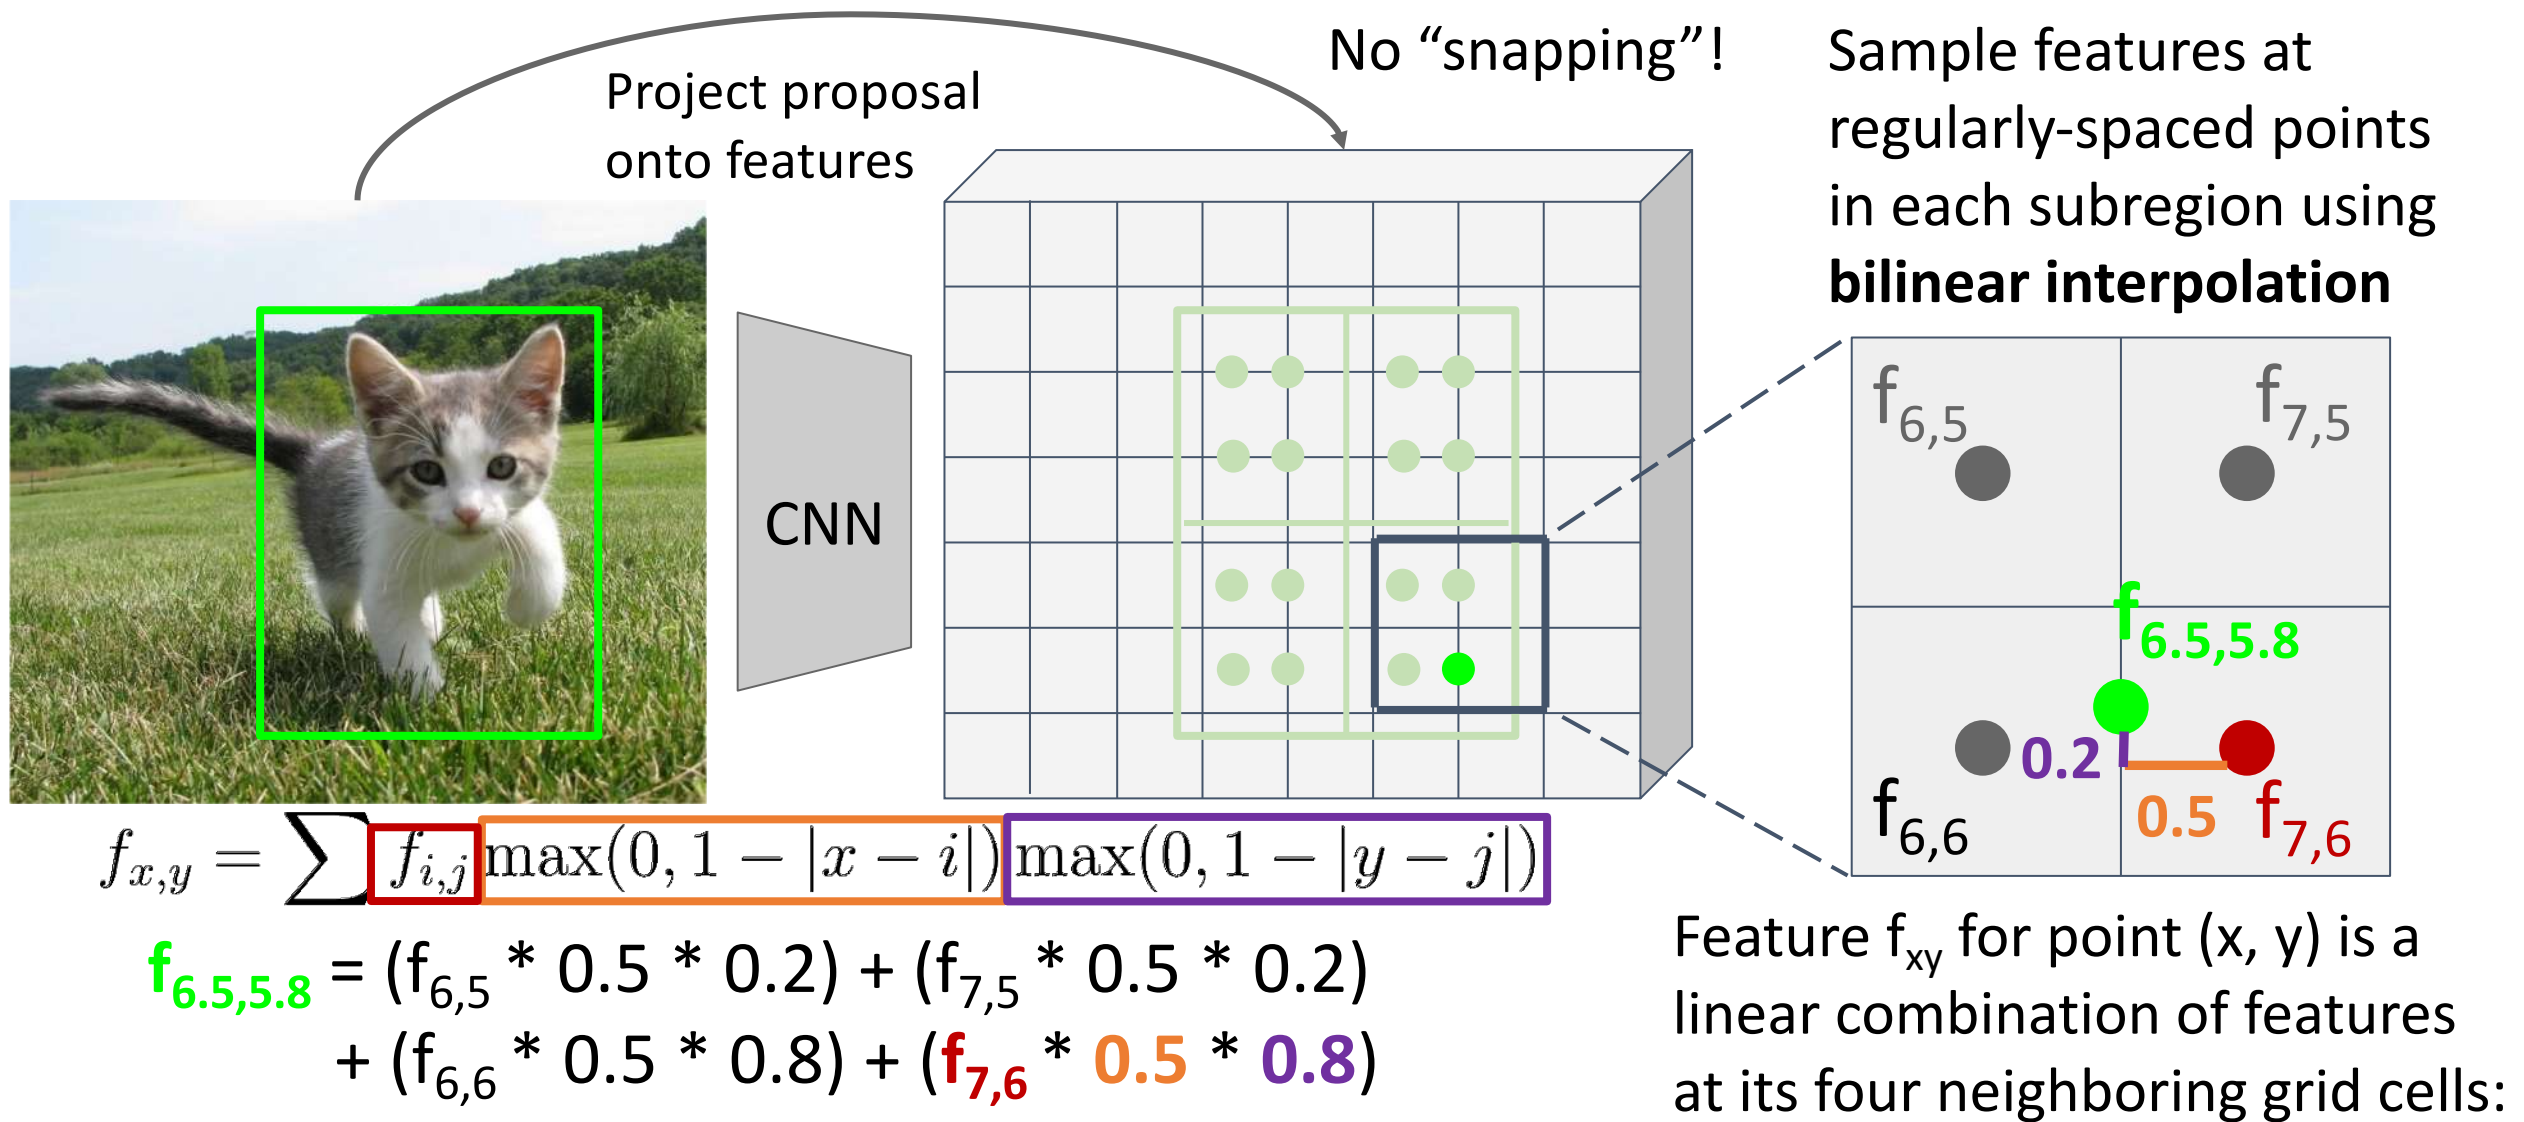 Project proposal
onto features
No “snapping”!
Sample features at
regularly-spaced points
in each subregion using
bilinear interpolation
CNN
f6,5
f7,5
f6.5,5.8
0.2
0.5
f6,6
f7,6
f_{x,y} = ∑ f_{i,j} max(0, 1 − |x − i|) max(0, 1 − |y − j|)
f6.5,5.8 = (f6,5 * 0.5 * 0.2) + (f7,5 * 0.5 * 0.2)
+ (f6,6 * 0.5 * 0.8) + (f7,6 * 0.5 * 0.8)
Feature fxy for point (x, y) is a
linear combination of features
at its four neighboring grid cells: